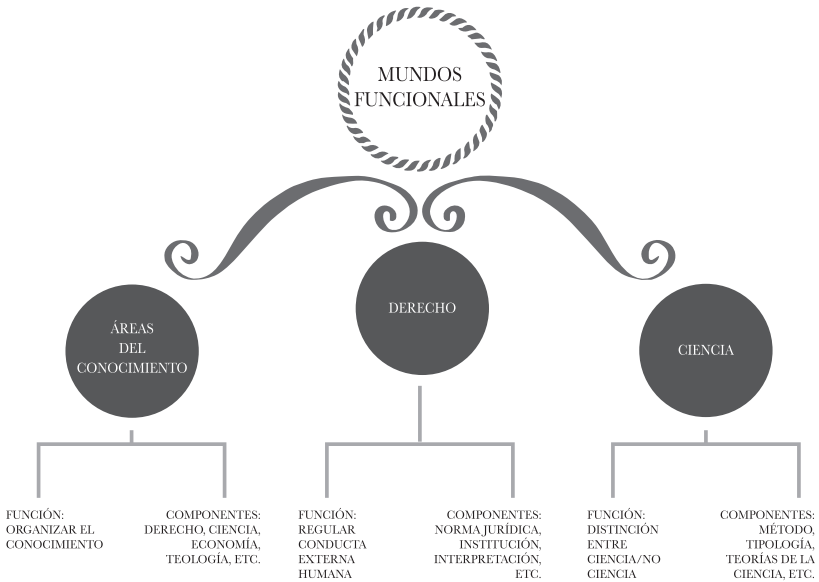 MUNDOS
FUNCIONALES
ÁREAS
DEL
CONOCIMIENTO
DERECHO
CIENCIA
FUNCIÓN:
ORGANIZAR EL
CONOCIMIENTO
COMPONENTES:
DERECHO, CIENCIA,
ECONOMÍA,
TEOLOGÍA, ETC.
FUNCIÓN:
REGULAR
CONDUCTA
EXTERNA
HUMANA
COMPONENTES:
NORMA JURÍDICA,
INSTITUCIÓN,
INTERPRETACIÓN,
ETC.
FUNCIÓN:
DISTINCIÓN
ENTRE
CIENCIA/NO
CIENCIA
COMPONENTES:
MÉTODO,
TIPOLOGÍA,
TEORÍAS DE LA
CIENCIA, ETC.